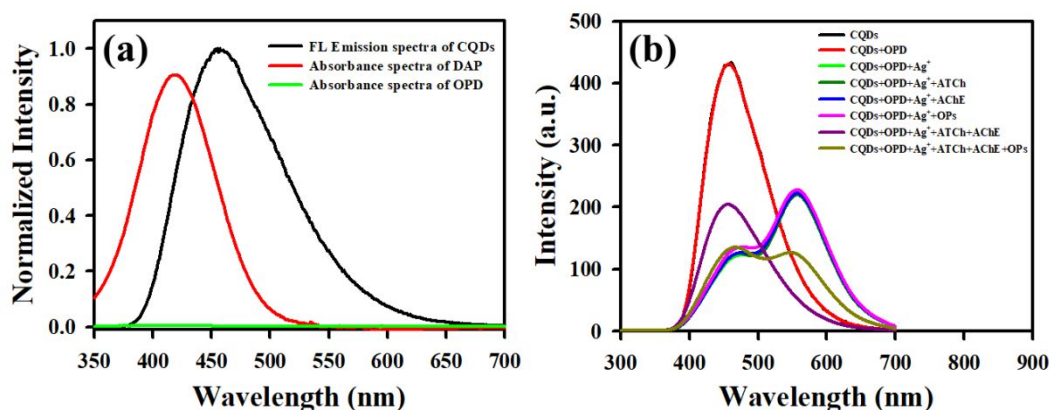 (a)
FL Emission spectra of CQDs
Absorbance spectra of DAP
Absorbance spectra of OPD
Normalized Intensity
1.0
0.8
0.6
0.4
0.2
0.0
350 400 450 500 550 600 650 700
Wavelength (nm)
(b)
CQDs
CQDs+OPD
CQDs+OPD+Ag⁺
CQDs+OPD+Ag⁺+ATCh
CQDs+OPD+Ag⁺+AChE
CQDs+OPD+Ag⁺+OPs
CQDs+OPD+Ag⁺+ATCh+AChE
CQDs+OPD+Ag⁺+ATCh+AChE+OPs
Intensity (a.u.)
500
400
300
200
100
0
300 400 500 600 700 800 900
Wavelength (nm)